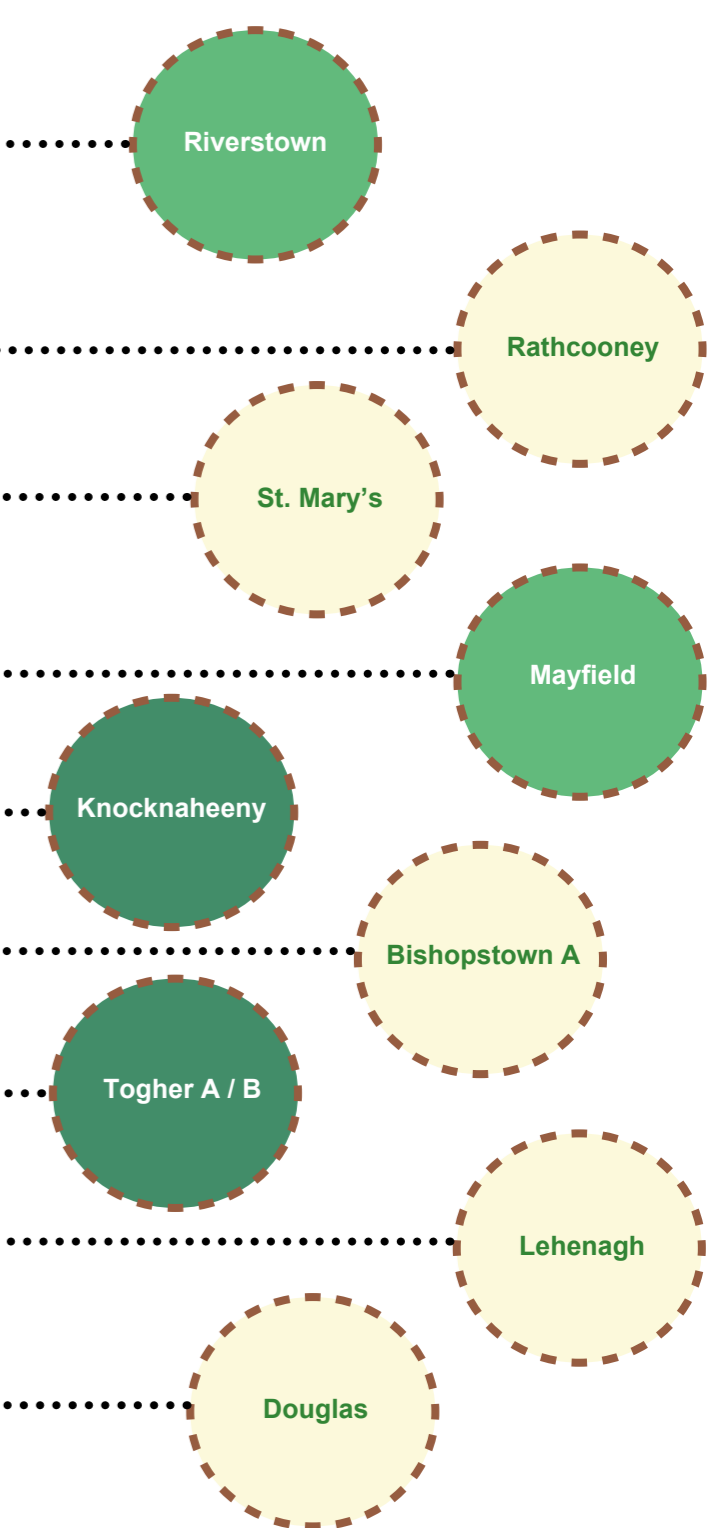 Riverstown
Rathcooney
St. Mary’s
Mayfield
Knocknaheeny
Bishopstown A
Togher A / B
Lehenagh
Douglas